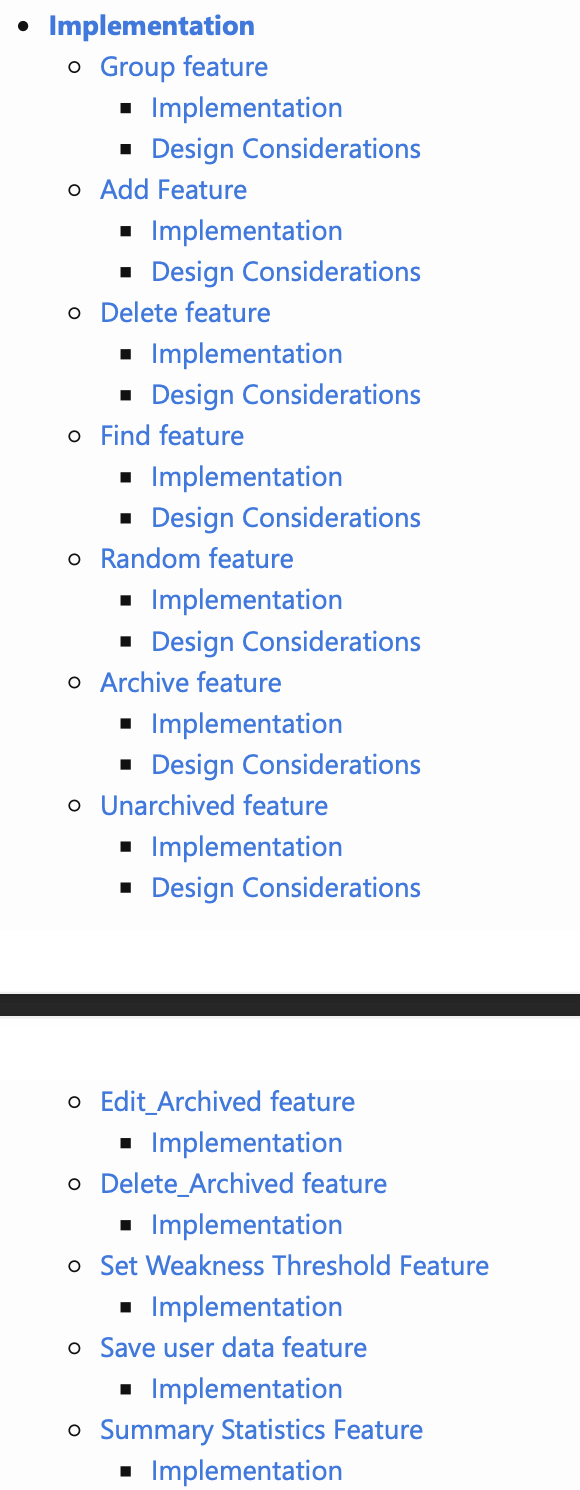 Implementation
Group feature
Implementation
Design Considerations
Add Feature
Implementation
Design Considerations
Delete feature
Implementation
Design Considerations
Find feature
Implementation
Design Considerations
Random feature
Implementation
Design Considerations
Archive feature
Implementation
Design Considerations
Unarchived feature
Implementation
Design Considerations
Edit_Archived feature
Implementation
Delete_Archived feature
Implementation
Set Weakness Threshold Feature
Implementation
Save user data feature
Implementation
Summary Statistics Feature
Implementation